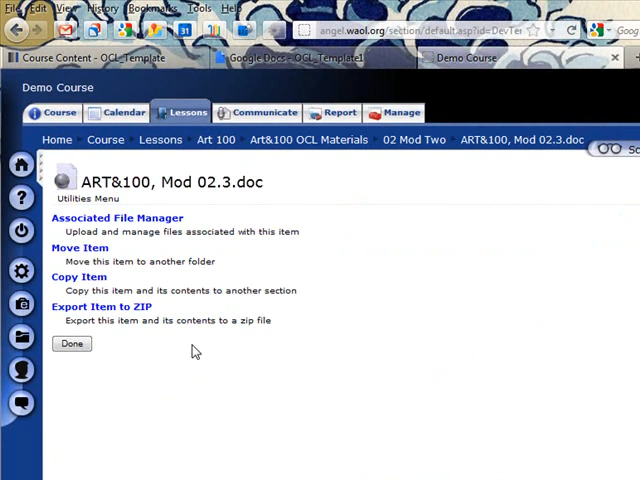 File Edit View History Bookmarks Tools Help
angel.waol.org/section/default.asp?id=DevTe
Goog
Course Content - OCL_Template
Google Docs - OCL_Template1
Demo Course
Demo Course
Course Calendar Lessons Communicate Report Manage
Home Course Lessons Art 100 Art&100 OCL Materials 02 Mod Two ART&100, Mod 02.3.doc
Sc
ART&100, Mod 02.3.doc
Utilities Menu
Associated File Manager
Upload and manage files associated with this item
Move Item
Move this item to another folder
Copy Item
Copy this item and its contents to another section
Export Item to ZIP
Export this item and its contents to a zip file
Done